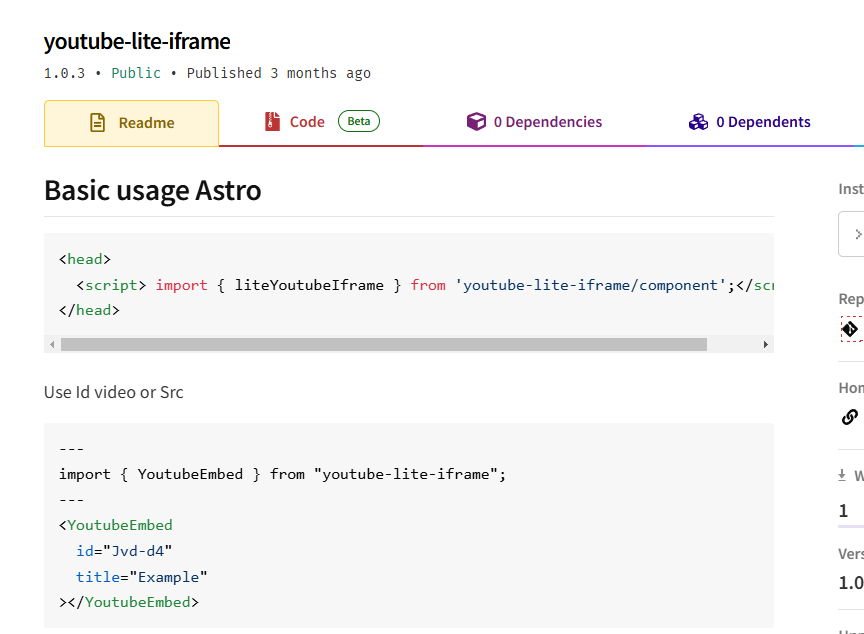 youtube-lite-iframe
1.0.3 • Public • Published 3 months ago
Readme
Code Beta
0 Dependencies
0 Dependents
Basic usage Astro
<head>
  <script> import { liteYoutubeIframe } from 'youtube-lite-iframe/component';</scr
</head>
Use Id video or Src
---
import { YoutubeEmbed } from "youtube-lite-iframe";
---
<YoutubeEmbed
  id="Jvd-d4"
  title="Example"
></YoutubeEmbed>
Inst
>
Rep
Hom
W
1
Vers
1.0